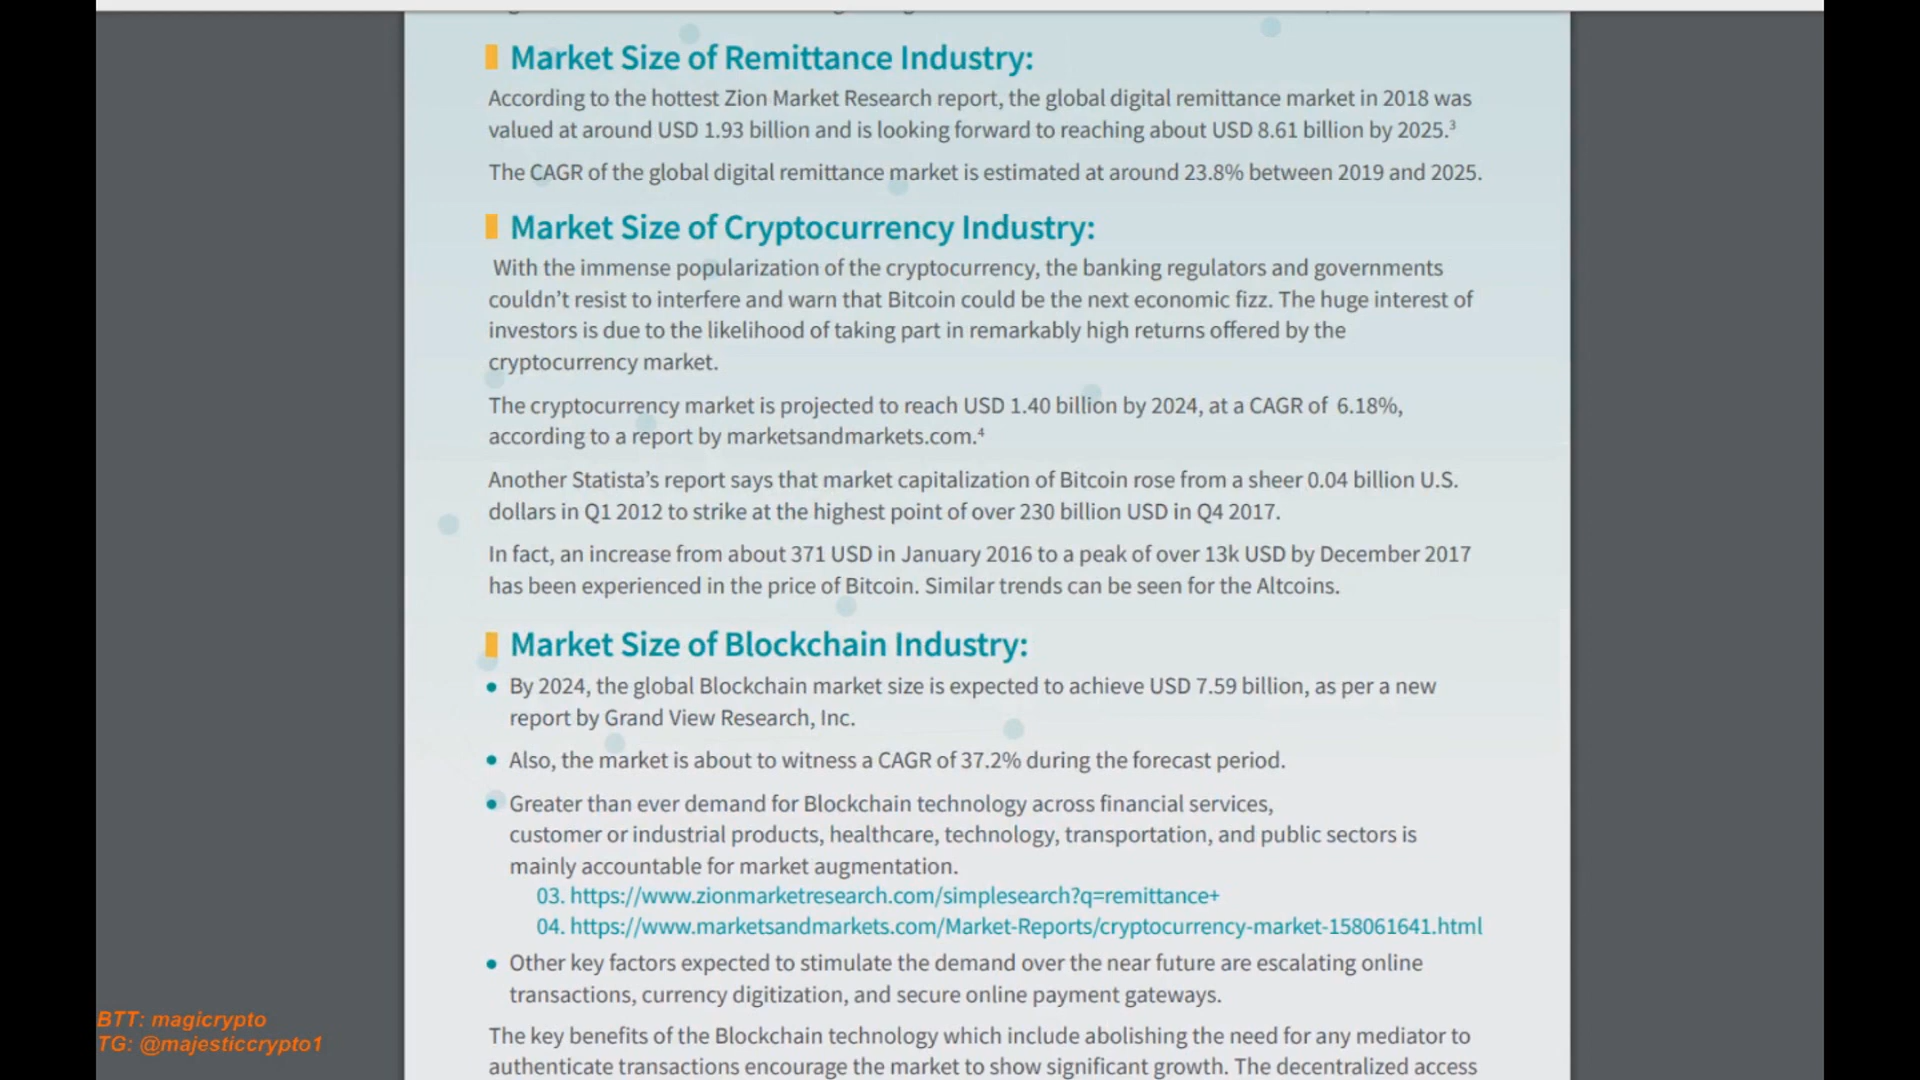 Market Size of Remittance Industry:
According to the hottest Zion Market Research report, the global digital remittance market in 2018 was
valued at around USD 1.93 billion and is looking forward to reaching about USD 8.61 billion by 2025.³
The CAGR of the global digital remittance market is estimated at around 23.8% between 2019 and 2025.
Market Size of Cryptocurrency Industry:
With the immense popularization of the cryptocurrency, the banking regulators and governments
couldn't resist to interfere and warn that Bitcoin could be the next economic fizz. The huge interest of
investors is due to the likelihood of taking part in remarkably high returns offered by the
cryptocurrency market.
The cryptocurrency market is projected to reach USD 1.40 billion by 2024, at a CAGR of 6.18%,
according to a report by marketsandmarkets.com.⁴
Another Statista's report says that market capitalization of Bitcoin rose from a sheer 0.04 billion U.S.
dollars in Q1 2012 to strike at the highest point of over 230 billion USD in Q4 2017.
In fact, an increase from about 371 USD in January 2016 to a peak of over 13k USD by December 2017
has been experienced in the price of Bitcoin. Similar trends can be seen for the Altcoins.
Market Size of Blockchain Industry:
• By 2024, the global Blockchain market size is expected to achieve USD 7.59 billion, as per a new
report by Grand View Research, Inc.
• Also, the market is about to witness a CAGR of 37.2% during the forecast period.
• Greater than ever demand for Blockchain technology across financial services,
customer or industrial products, healthcare, technology, transportation, and public sectors is
mainly accountable for market augmentation.
03. https://www.zionmarketresearch.com/simplesearch?q=remittance+
04. https://www.marketsandmarkets.com/Market-Reports/cryptocurrency-market-158061641.html
• Other key factors expected to stimulate the demand over the near future are escalating online
transactions, currency digitization, and secure online payment gateways.
The key benefits of the Blockchain technology which include abolishing the need for any mediator to
authenticate transactions encourage the market to show significant growth. The decentralized access
BTT: magicrypto
TG: @majesticcrypto1